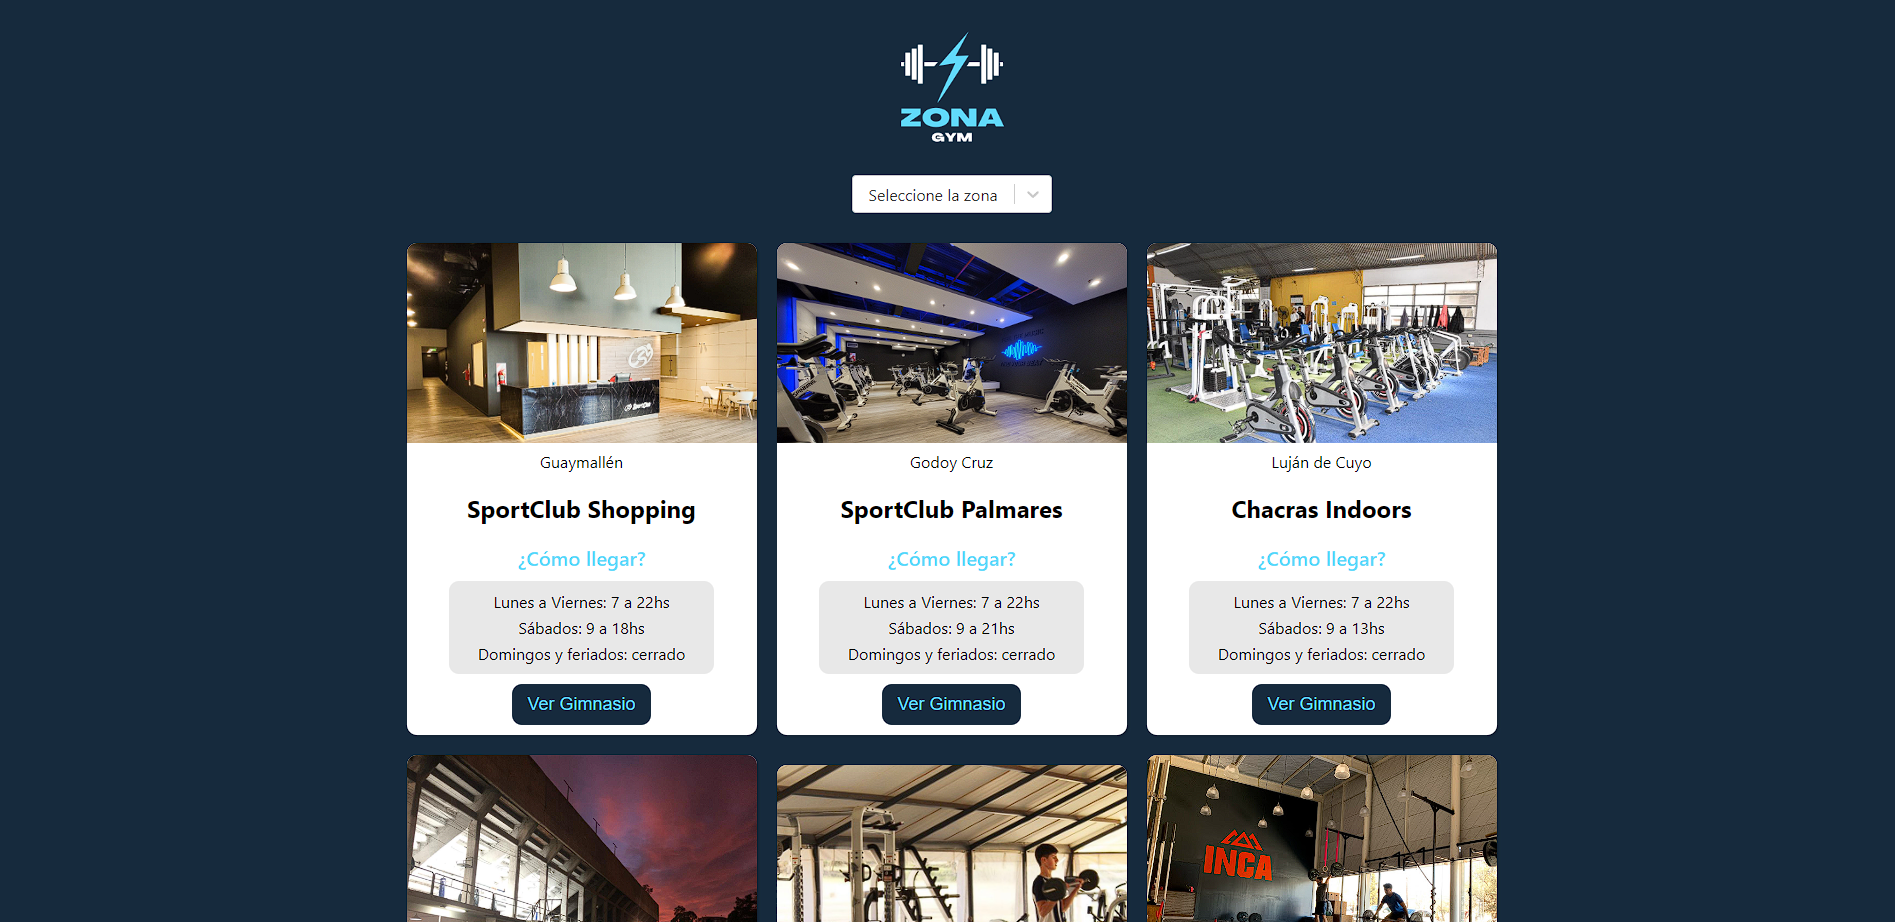 ZONA
GYM
Seleccione la zona
Guaymallén
SportClub Shopping
¿Cómo llegar?
Lunes a Viernes: 7 a 22hs
Sábados: 9 a 18hs
Domingos y feriados: cerrado
Ver Gimnasio
Godoy Cruz
SportClub Palmares
¿Cómo llegar?
Lunes a Viernes: 7 a 22hs
Sábados: 9 a 21hs
Domingos y feriados: cerrado
Ver Gimnasio
Luján de Cuyo
Chacras Indoors
¿Cómo llegar?
Lunes a Viernes: 7 a 22hs
Sábados: 9 a 13hs
Domingos y feriados: cerrado
Ver Gimnasio
INCA